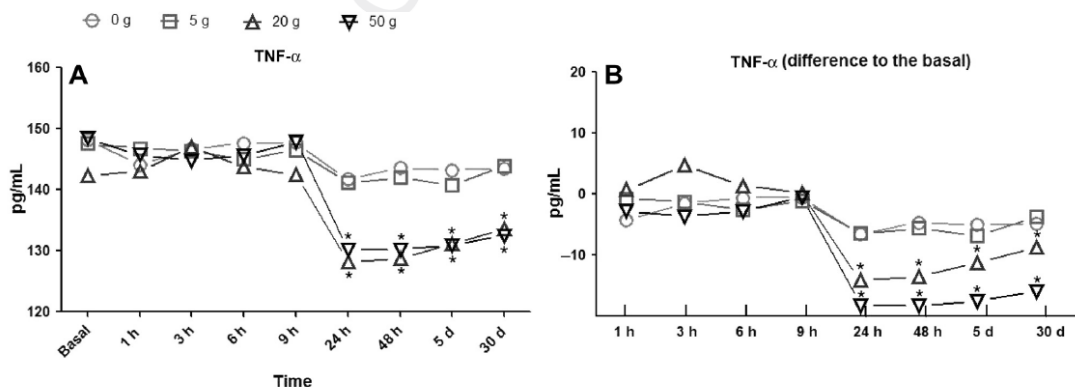 0 g 5 g 20 g 50 g
A
TNF-α
160
150
140
130
120
pg/mL
* * * *
* * * *
Basal 1 h 3 h 6 h 9 h 24 h 48 h 5 d 30 d
Time
B
TNF-α (difference to the basal)
20
10
0
–10
pg/mL
* * * *
* * * *
1 h 3 h 6 h 9 h 24 h 48 h 5 d 30 d